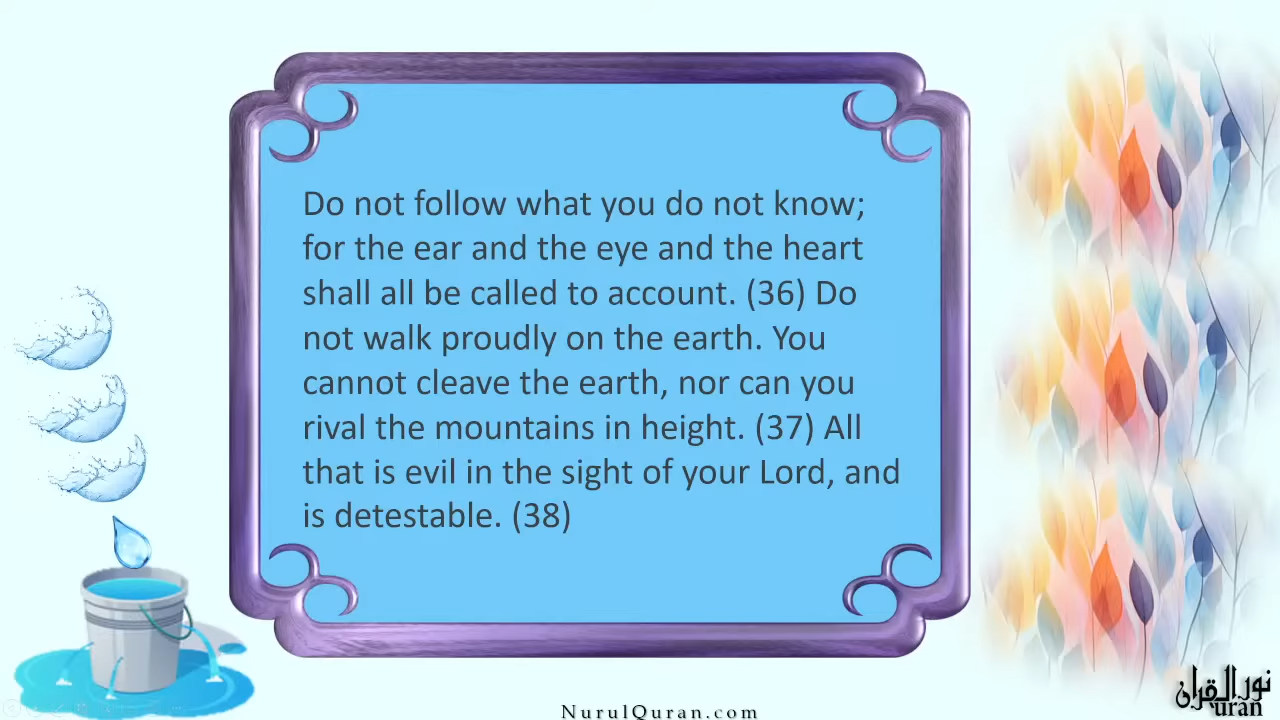 Do not follow what you do not know;
for the ear and the eye and the heart
shall all be called to account. (36) Do
not walk proudly on the earth. You
cannot cleave the earth, nor can you
rival the mountains in height. (37) All
that is evil in the sight of your Lord, and
is detestable. (38)
نور القرآن
uran
NurulQuran.com